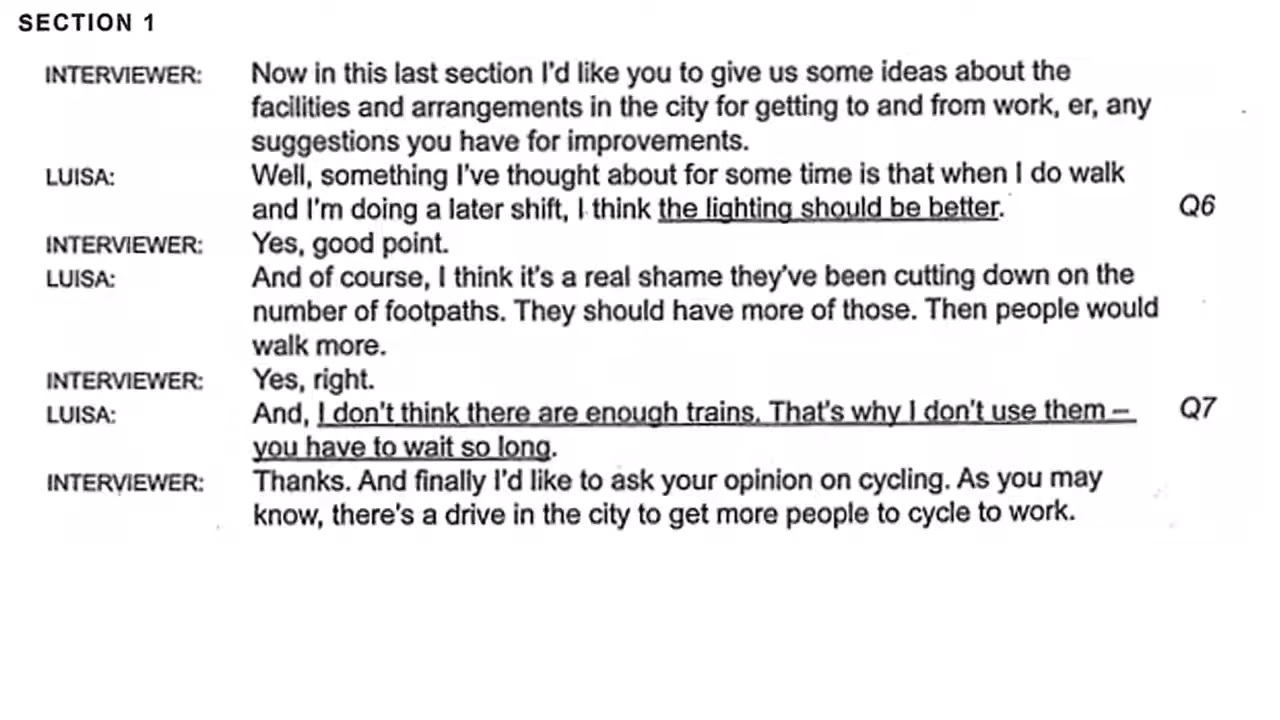 SECTION 1
INTERVIEWER: Now in this last section I'd like you to give us some ideas about the
facilities and arrangements in the city for getting to and from work, er, any
suggestions you have for improvements.
LUISA: Well, something I've thought about for some time is that when I do walk
and I'm doing a later shift, I think the lighting should be better. Q6
INTERVIEWER: Yes, good point.
LUISA: And of course, I think it's a real shame they've been cutting down on the
number of footpaths. They should have more of those. Then people would
walk more.
INTERVIEWER: Yes, right.
LUISA: And, I don't think there are enough trains. That's why I don't use them – Q7
you have to wait so long.
INTERVIEWER: Thanks. And finally I'd like to ask your opinion on cycling. As you may
know, there's a drive in the city to get more people to cycle to work.